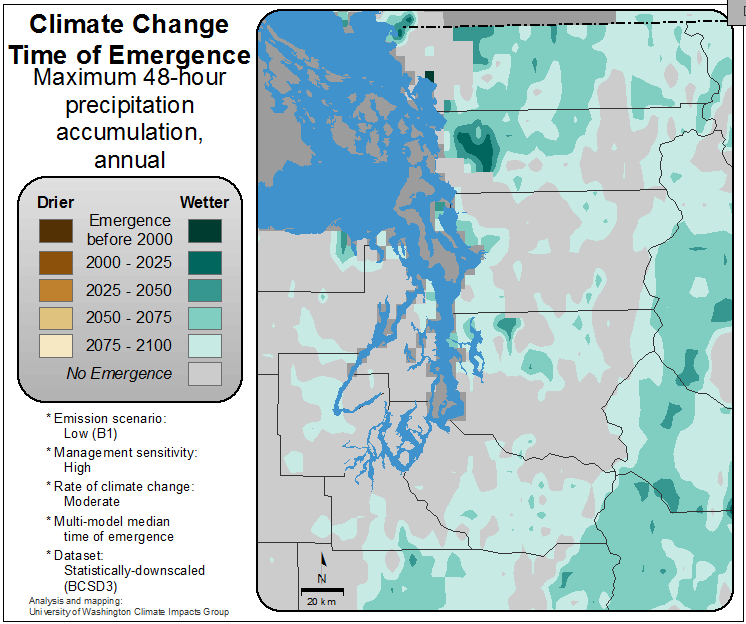 Climate Change
Time of Emergence
Maximum 48-hour
precipitation
accumulation,
annual
Drier
Wetter
Emergence
before 2000
2000 - 2025
2025 - 2050
2050 - 2075
2075 - 2100
No Emergence
* Emission scenario:
Low (B1)
* Management sensitivity:
High
* Rate of climate change:
Moderate
* Multi-model median
time of emergence
* Dataset:
Statistically-downscaled
(BCSD3)
Analysis and mapping:
University of Washington Climate Impacts Group
N
20 km